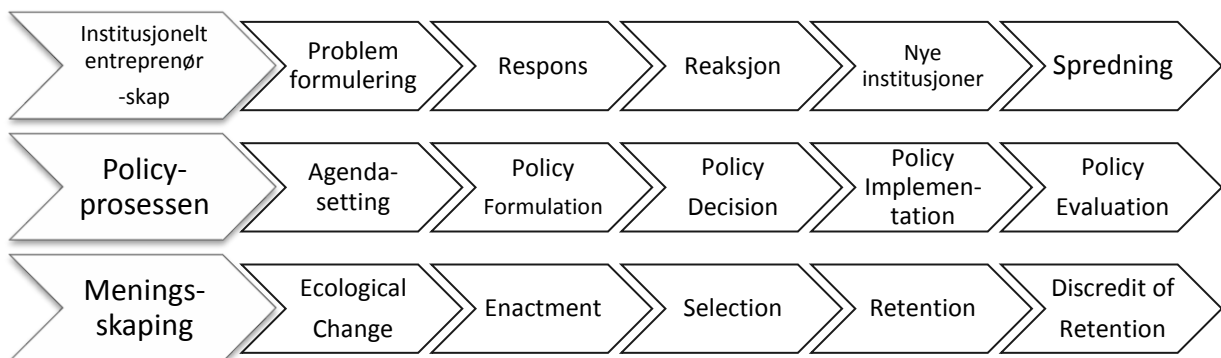 Institusjonelt
entreprenør
-skap
Problem
formulering
Respons
Reaksjon
Nye
institusjoner
Spredning
Policy-
prosessen
Agenda-
setting
Policy
Formulation
Policy
Decision
Policy
Implemen-
tation
Policy
Evaluation
Menings-
skaping
Ecological
Change
Enactment
Selection
Retention
Discredit of
Retention